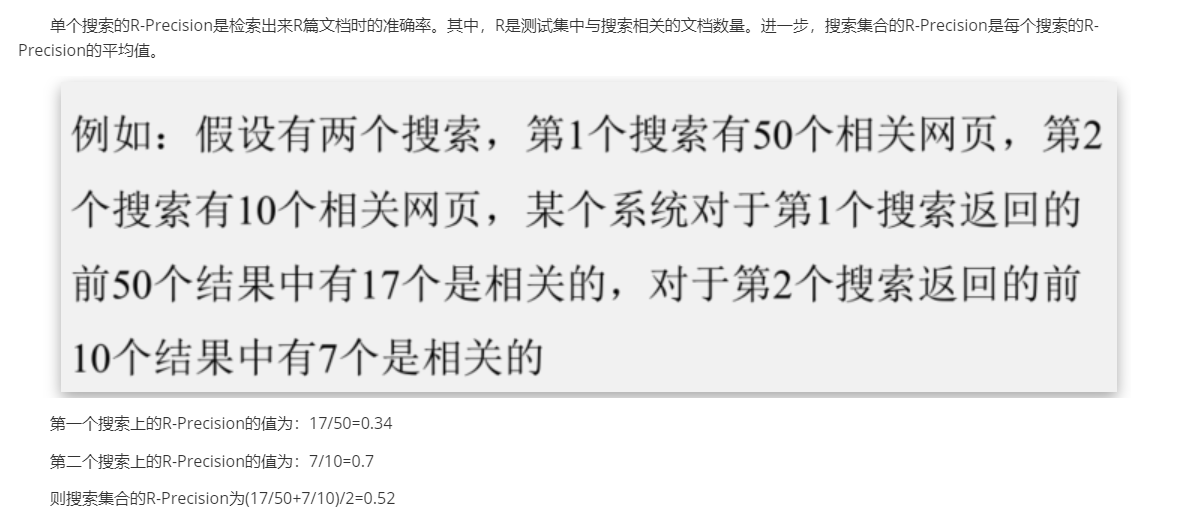 单个搜索的R-Precision是检索出来R篇文档时的准确率。其中，R是测试集中与搜索相关的文档数量。进一步，搜索集合的R-Precision是每个搜索的R-
Precision的平均值。
例如：假设有两个搜索，第1个搜索有50个相关网页，第2
个搜索有10个相关网页，某个系统对于第1个搜索返回的
前50个结果中有17个是相关的，对于第2个搜索返回的前
10个结果中有7个是相关的
第一个搜索上的R-Precision的值为：17/50=0.34
第二个搜索上的R-Precision的值为：7/10=0.7
则搜索集合的R-Precision为(17/50+7/10)/2=0.52